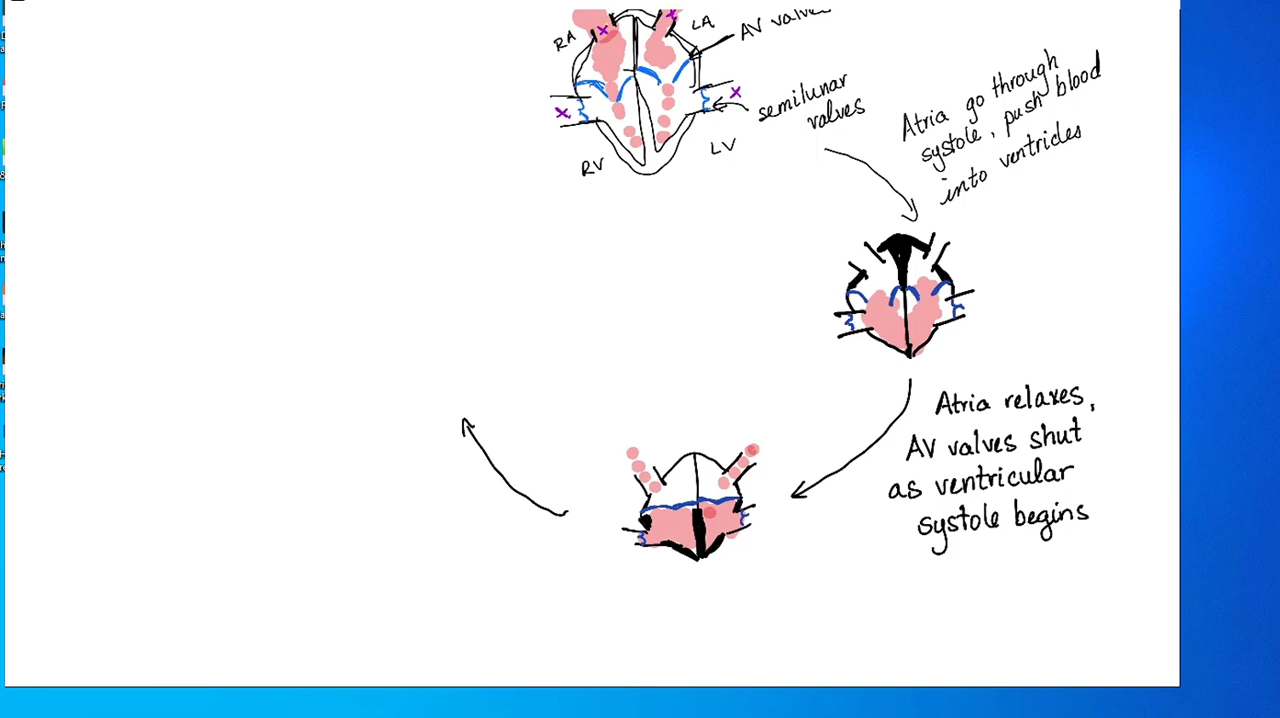 RA
LA
AV valves
semilunar
valves
RV
LV
Atria go through
systole, push blood
into ventricles
Atria relaxes,
AV valves shut
as ventricular
systole begins